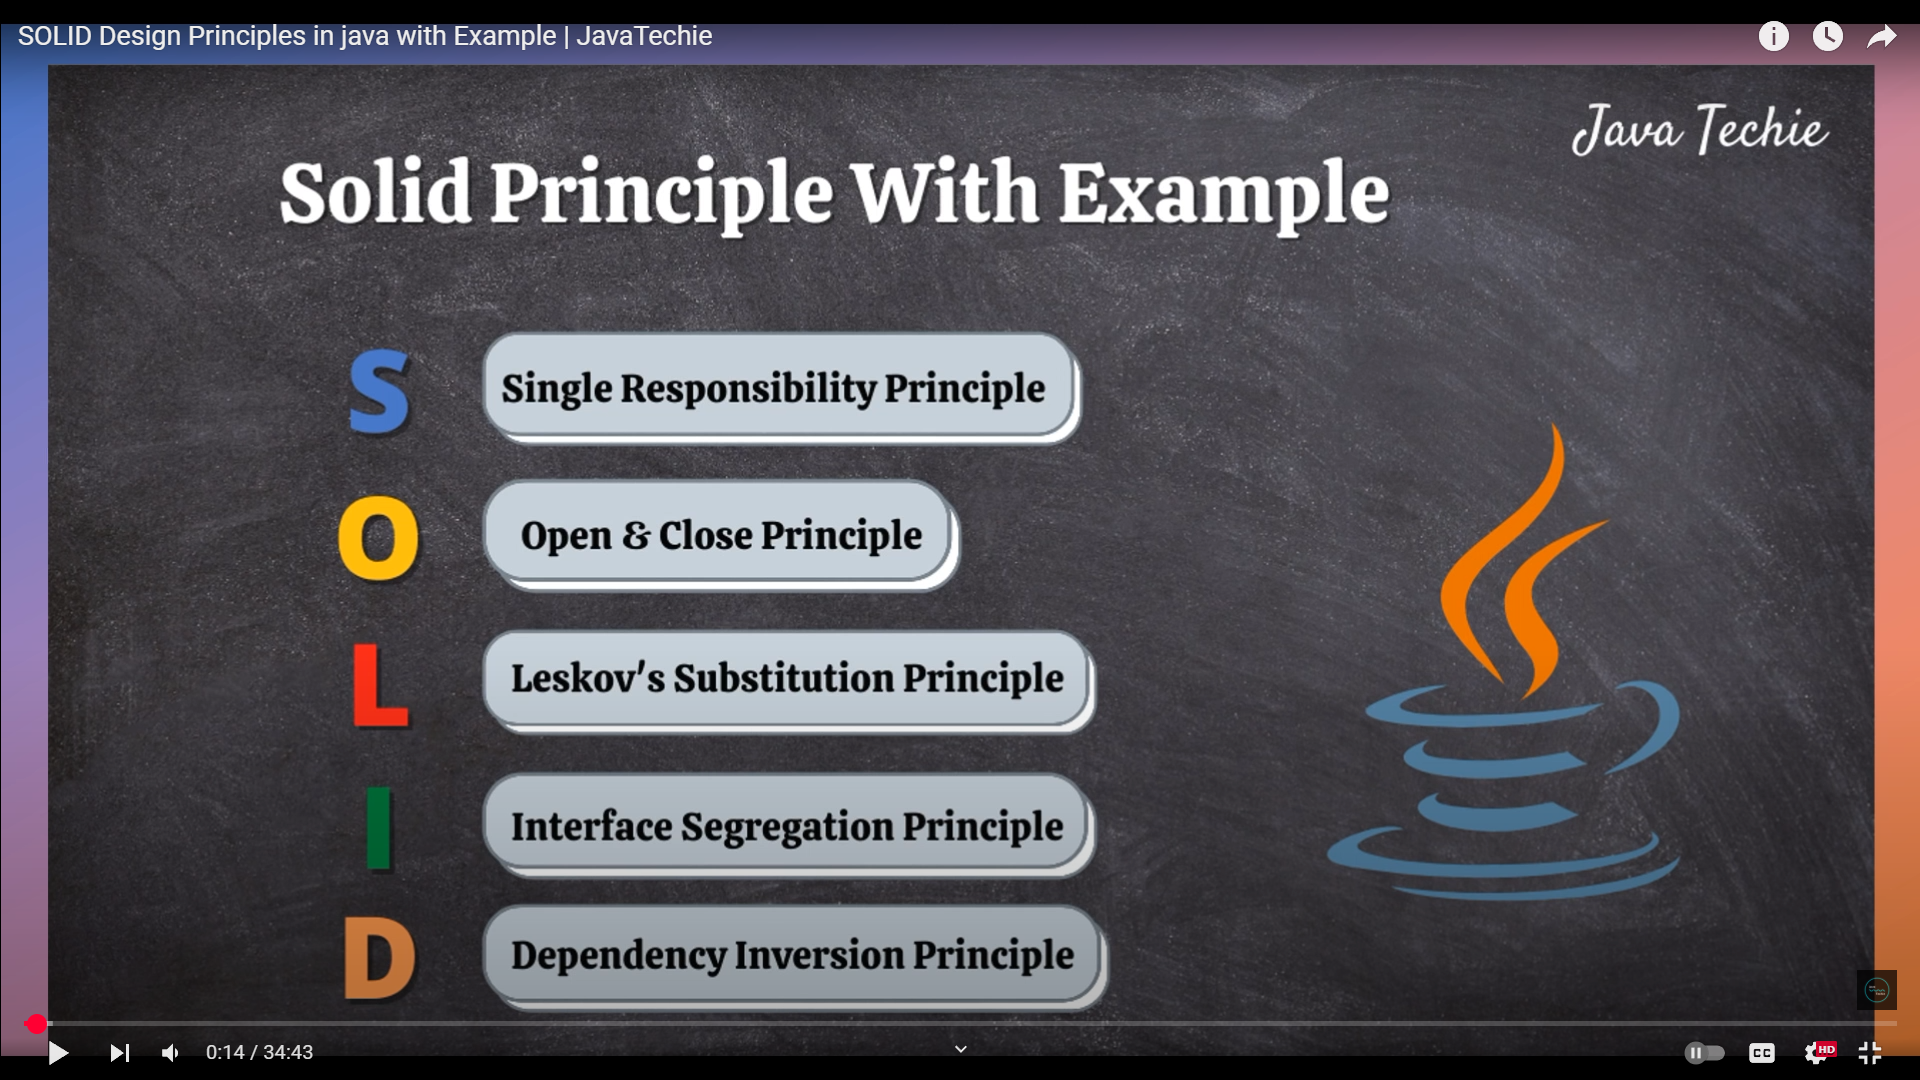 SOLID Design Principles in java with Example | JavaTechie
Java Techie
Solid Principle With Example
S
Single Responsibility Principle
O
Open & Close Principle
L
Leskov's Substitution Principle
I
Interface Segregation Principle
D
Dependency Inversion Principle
0:14 / 34:43
CC
HD